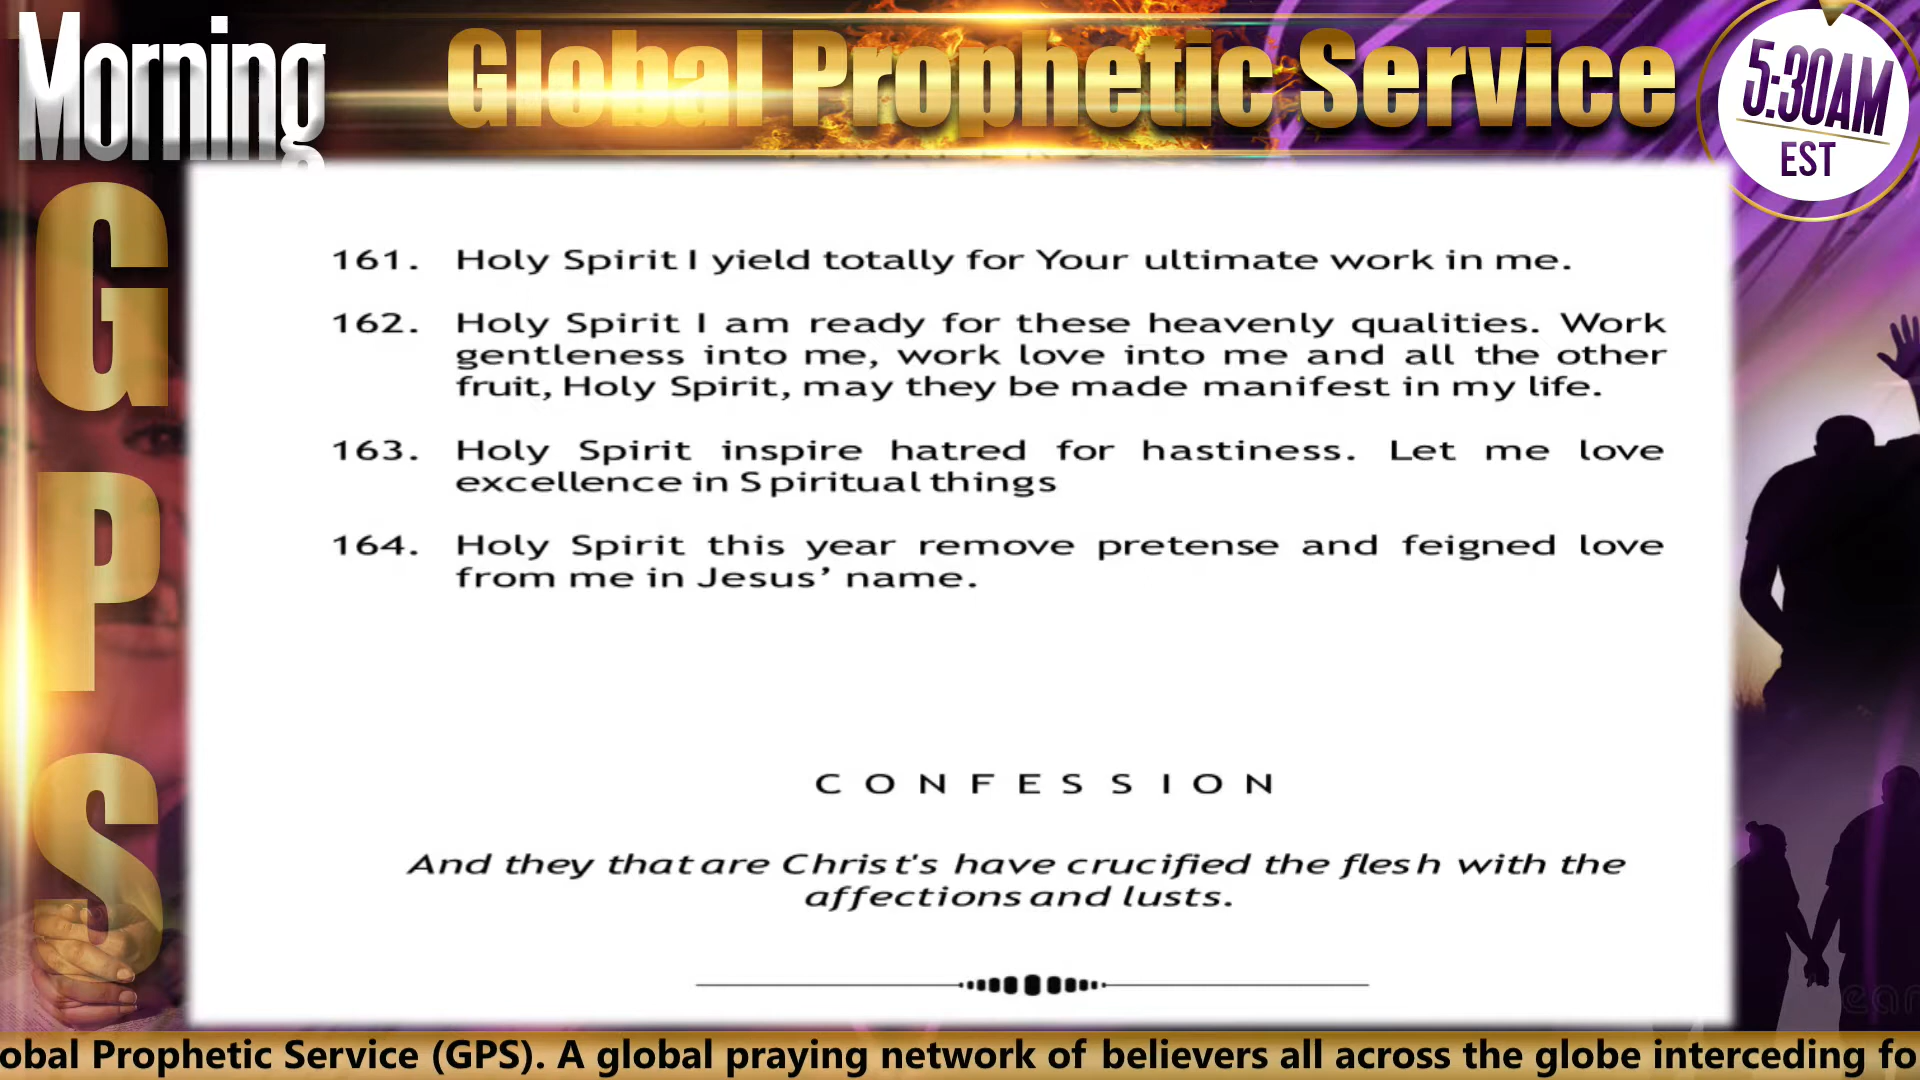 Morning
Global Prophetic Service
5:30AM
EST
G
P
S
161. Holy Spirit I yield totally for Your ultimate work in me.
162. Holy Spirit I am ready for these heavenly qualities. Work
gentleness into me, work love into me and all the other
fruit, Holy Spirit, may they be made manifest in my life.
163. Holy Spirit inspire hatred for hastiness. Let me love
excellence in Spiritual things
164. Holy Spirit this year remove pretense and feigned love
from me in Jesus’ name.
CONFESSION
And they that are Christ's have crucified the flesh with the
affections and lusts.
obal Prophetic Service (GPS). A global praying network of believers all across the globe interceding fo